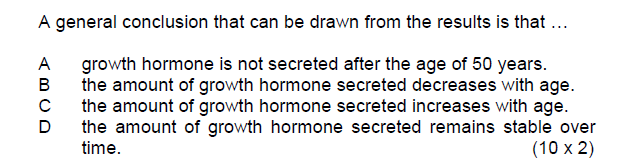 A general conclusion that can be drawn from the results is that …
A growth hormone is not secreted after the age of 50 years.
B the amount of growth hormone secreted decreases with age.
C the amount of growth hormone secreted increases with age.
D the amount of growth hormone secreted remains stable over
time. (10 x 2)